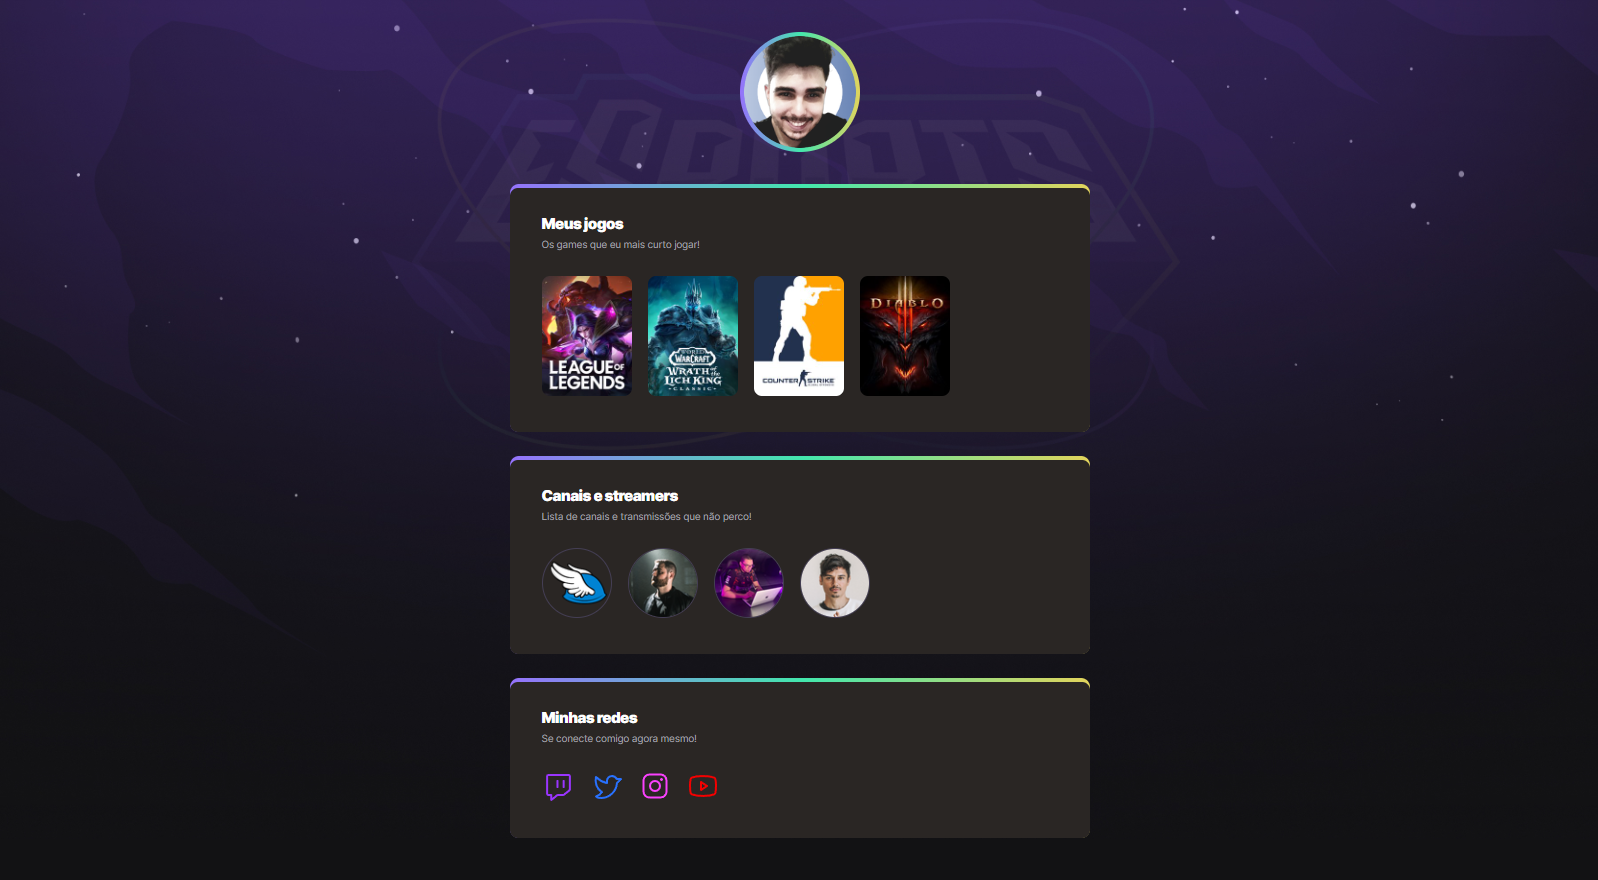 ESPORTS
Meus jogos
Os games que eu mais curto jogar!
LEAGUE OF
LEGENDS
WORLD
WARCRAFT
WRATH of the
LICH KING
CLASSIC
COUNTER STRIKE
DIABLO
III
Canais e streamers
Lista de canais e transmissões que não perco!
Minhas redes
Se conecte comigo agora mesmo!